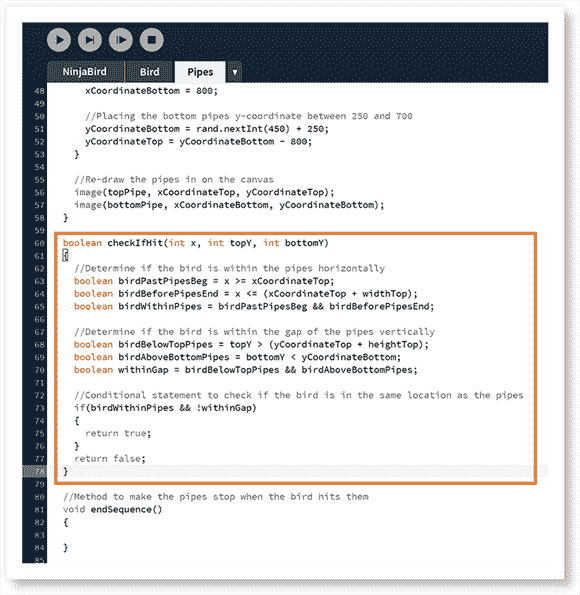 NinjaBird Bird Pipes
48 xCoordinateBottom = 800;
49
50 //Placing the bottom pipes y-coordinate between 250 and 700
51 yCoordinateBottom = rand.nextInt(450) + 250;
52 yCoordinateTop = yCoordinateBottom - 800;
53 }
54
55 //Re-draw the pipes in on the canvas
56 image(topPipe, xCoordinateTop, yCoordinateTop);
57 image(bottomPipe, xCoordinateBottom, yCoordinateBottom);
58 }
59
60 boolean checkIfHit(int x, int topY, int bottomY)
61 {
62 //Determine if the bird is within the pipes horizontally
63 boolean birdPastPipesBeg = x >= xCoordinateTop;
64 boolean birdBeforePipesEnd = x <= (xCoordinateTop + widthTop);
65 boolean birdWithinPipes = birdPastPipesBeg && birdBeforePipesEnd;
66
67 //Determine if the bird is within the gap of the pipes vertically
68 boolean birdBelowTopPipes = topY > (yCoordinateTop + heightTop);
69 boolean birdAboveBottomPipes = bottomY < yCoordinateBottom;
70 boolean withinGap = birdBelowTopPipes && birdAboveBottomPipes;
71
72 //Conditional statement to check if the bird is in the same location as the pipes
73 if(birdWithinPipes && !withinGap)
74 {
75 return true;
76 }
77 return false;
78 }
79
80 //Method to make the pipes stop when the bird hits them
81 void endSequence()
82 {
83
84 }
85